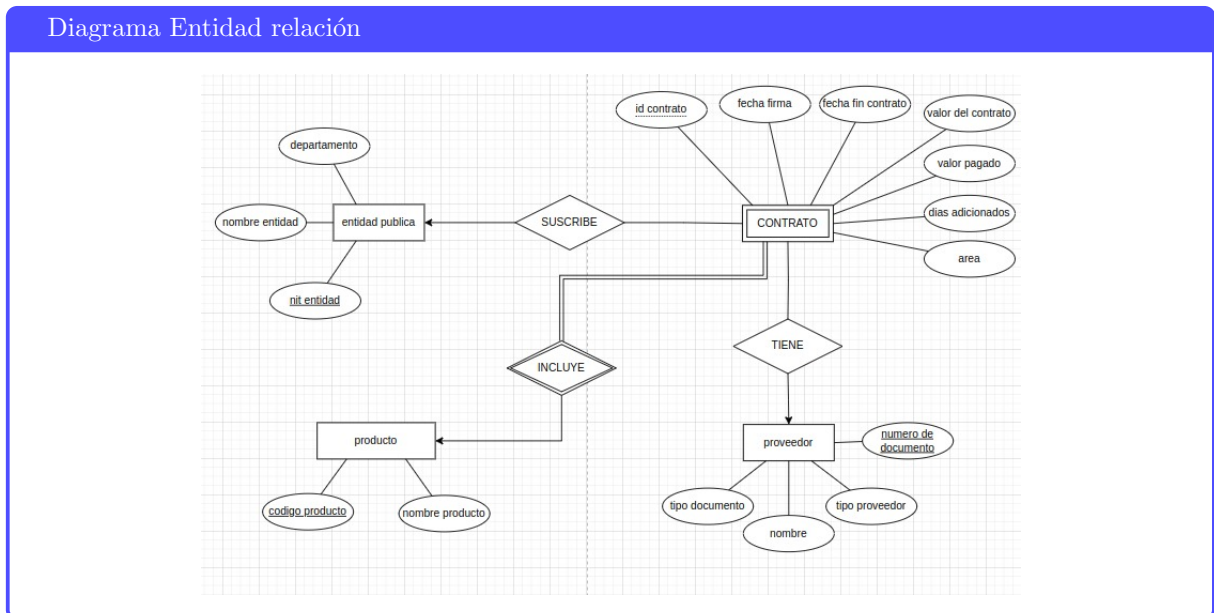 Diagrama Entidad relación
id contrato
fecha firma
fecha fin contrato
valor del contrato
departamento
valor pagado
nombre entidad
entidad publica
SUSCRIBE
CONTRATO
dias adicionados
area
nit entidad
TIENE
INCLUYE
producto
proveedor
numero de
documento
codigo producto
nombre producto
tipo documento
tipo proveedor
nombre